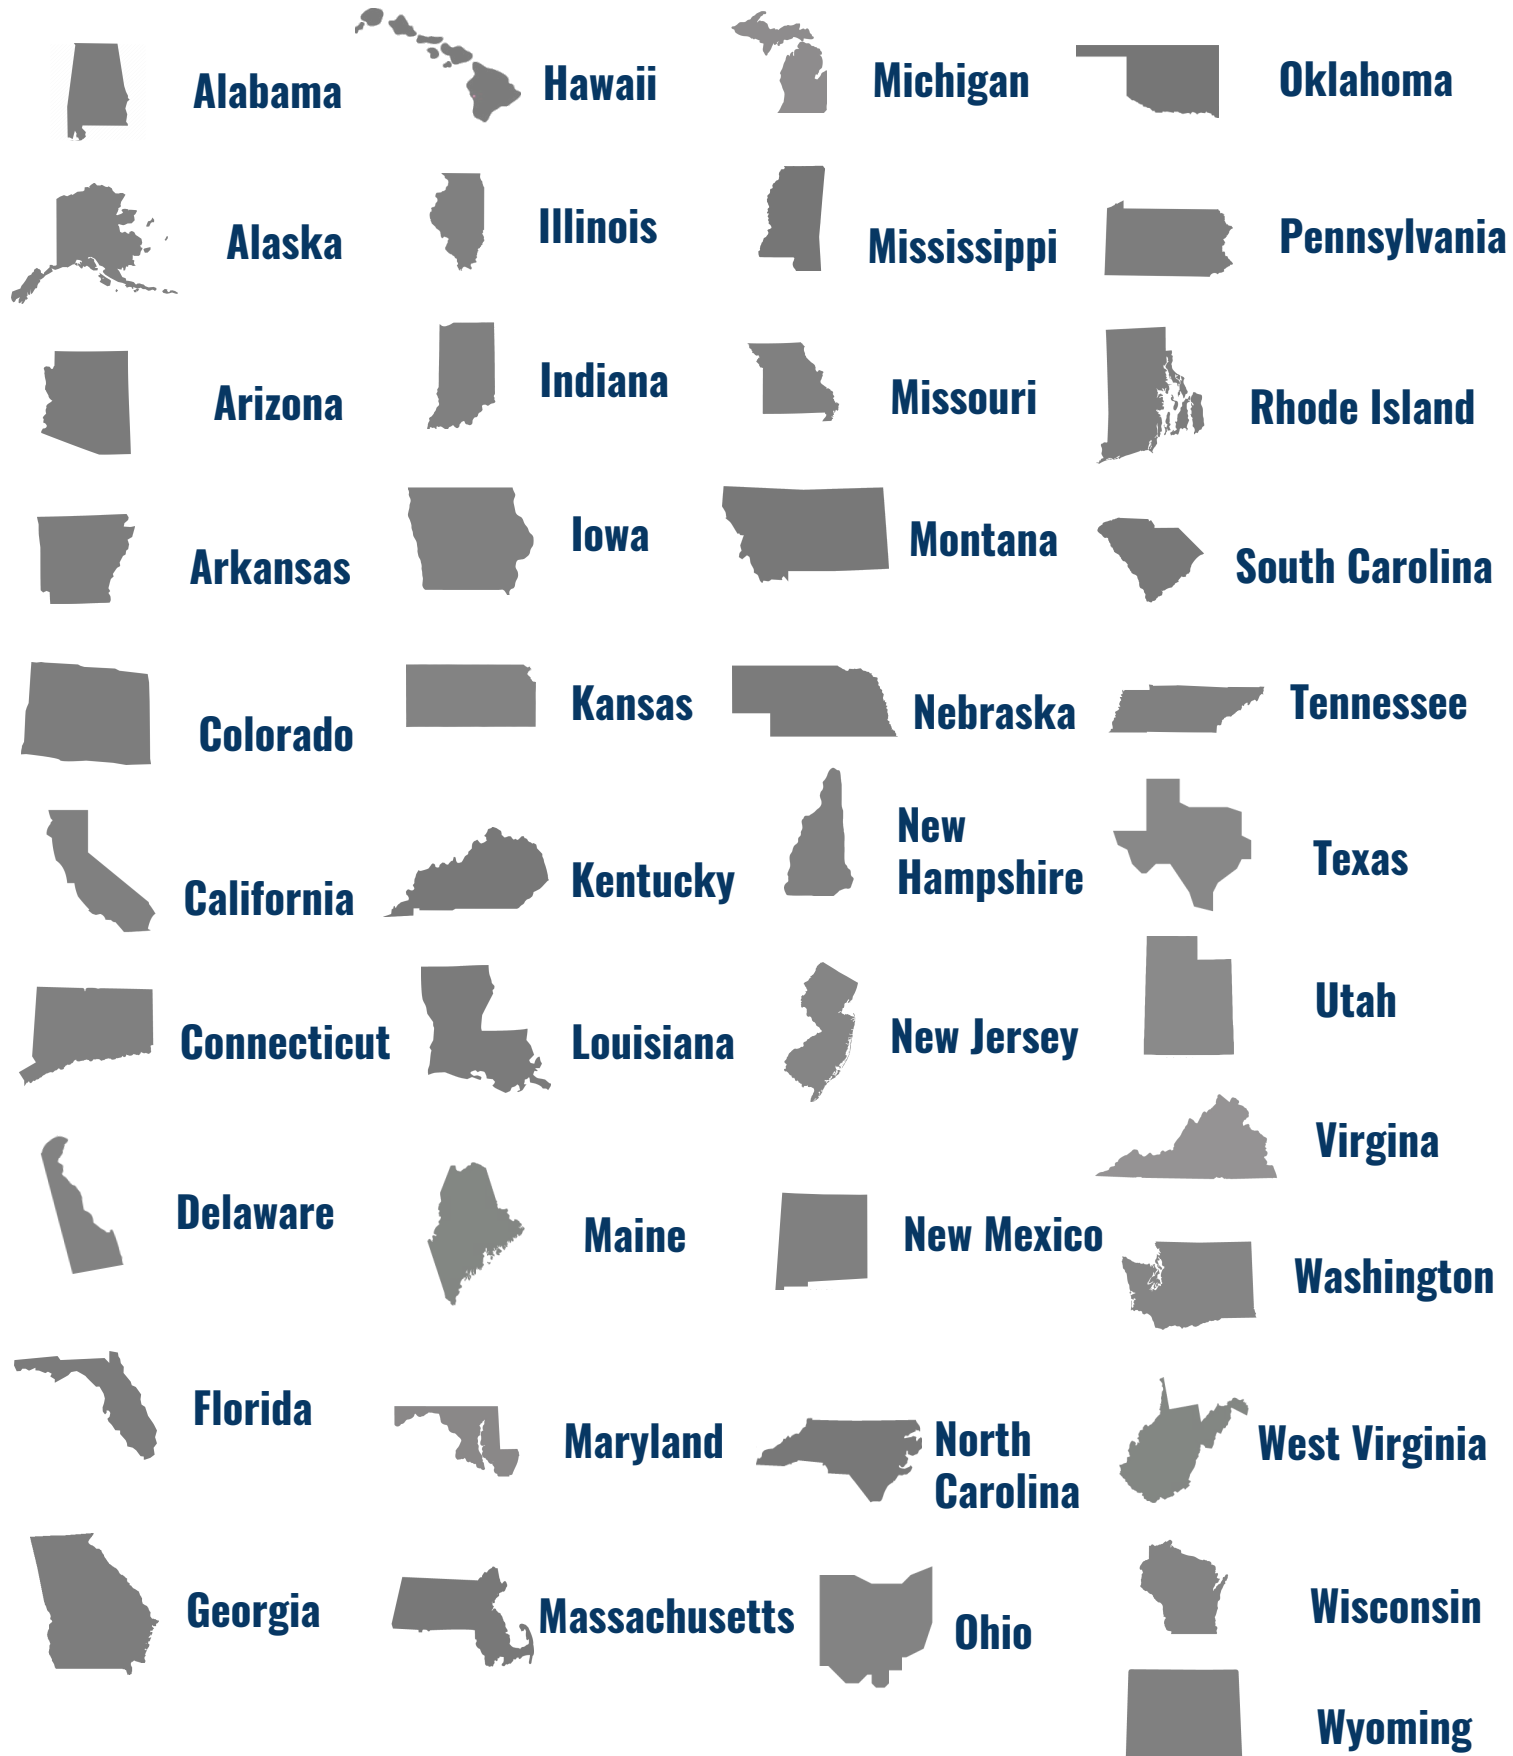 Alabama
Alaska
Arizona
Arkansas
Colorado
California
Connecticut
Delaware
Florida
Georgia
Hawaii
Illinois
Indiana
Iowa
Kansas
Kentucky
Louisiana
Maine
Maryland
Massachusetts
Michigan
Mississippi
Missouri
Montana
Nebraska
New
Hampshire
New Jersey
New Mexico
North
Carolina
Ohio
Oklahoma
Pennsylvania
Rhode Island
South Carolina
Tennessee
Texas
Utah
Virgina
Washington
West Virginia
Wisconsin
Wyoming